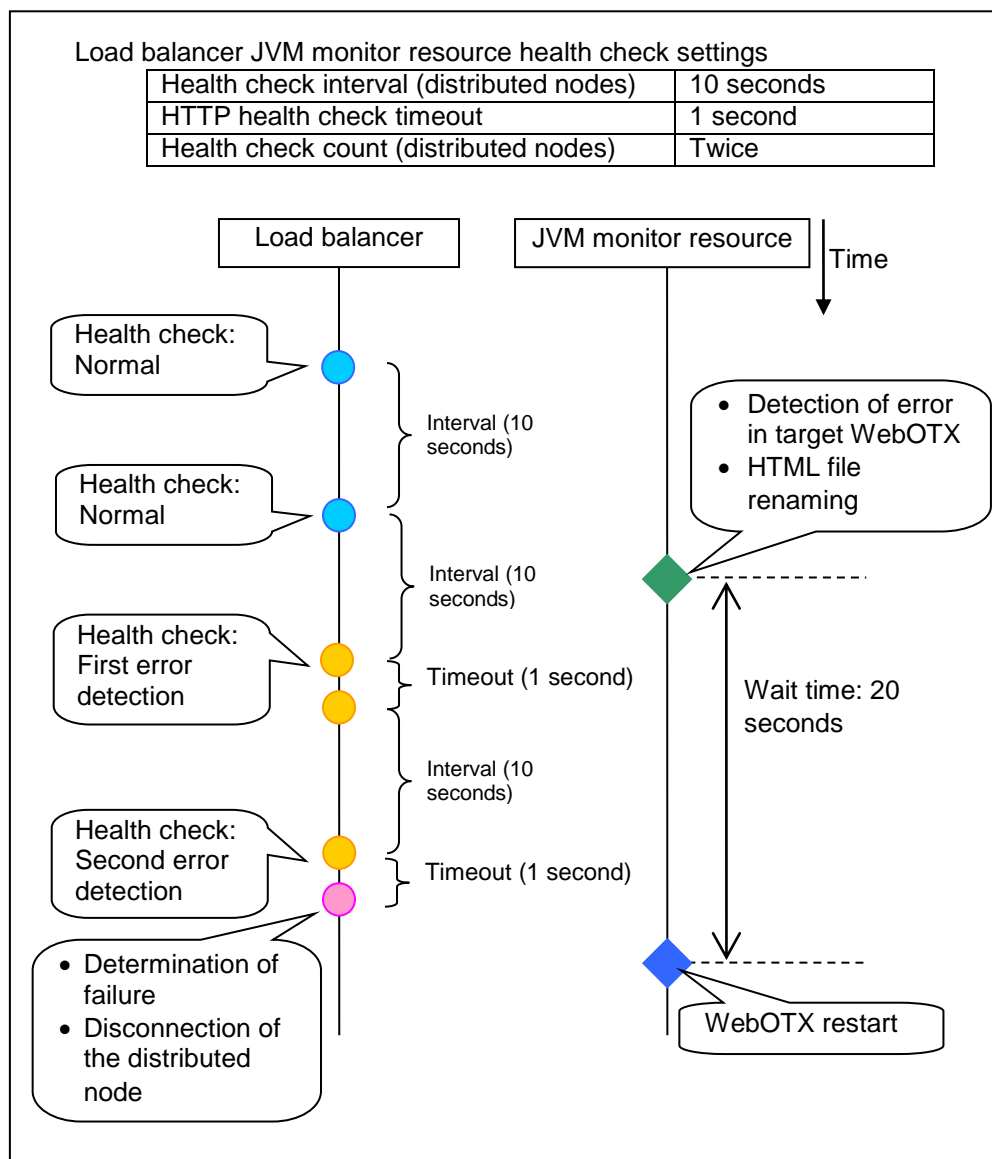 Load balancer JVM monitor resource health check settings
Health check interval (distributed nodes) 10 seconds
HTTP health check timeout 1 second
Health check count (distributed nodes) Twice
Load balancer
JVM monitor resource
Time
Health check:
Normal
Interval (10
seconds)
• Detection of error
in target WebOTX
• HTML file
renaming
Health check:
Normal
Interval (10
seconds)
Health check:
First error
detection
Timeout (1 second)
Wait time: 20
seconds
Interval (10
seconds)
Health check:
Second error
detection
Timeout (1 second)
• Determination of
failure
• Disconnection of
the distributed
node
WebOTX restart